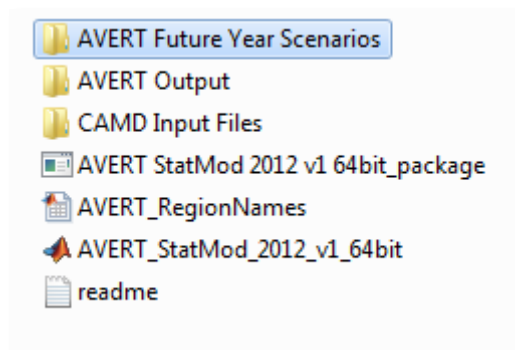 AVERT Future Year Scenarios
AVERT Output
CAMD Input Files
AVERT StatMod 2012 v1 64bit_package
AVERT_RegionNames
AVERT_StatMod_2012_v1_64bit
readme